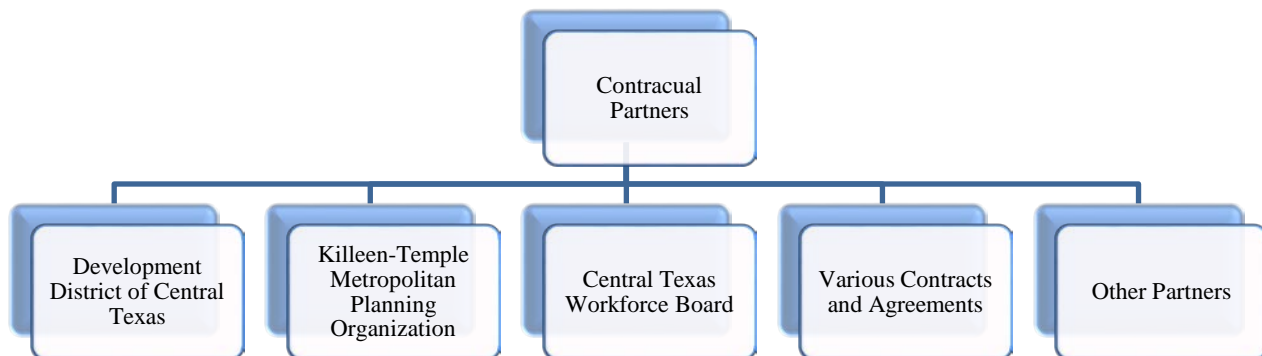 Contracual
Partners
Development
District of Central
Texas
Killeen-Temple
Metropolitan
Planning
Organization
Central Texas
Workforce Board
Various Contracts
and Agreements
Other Partners